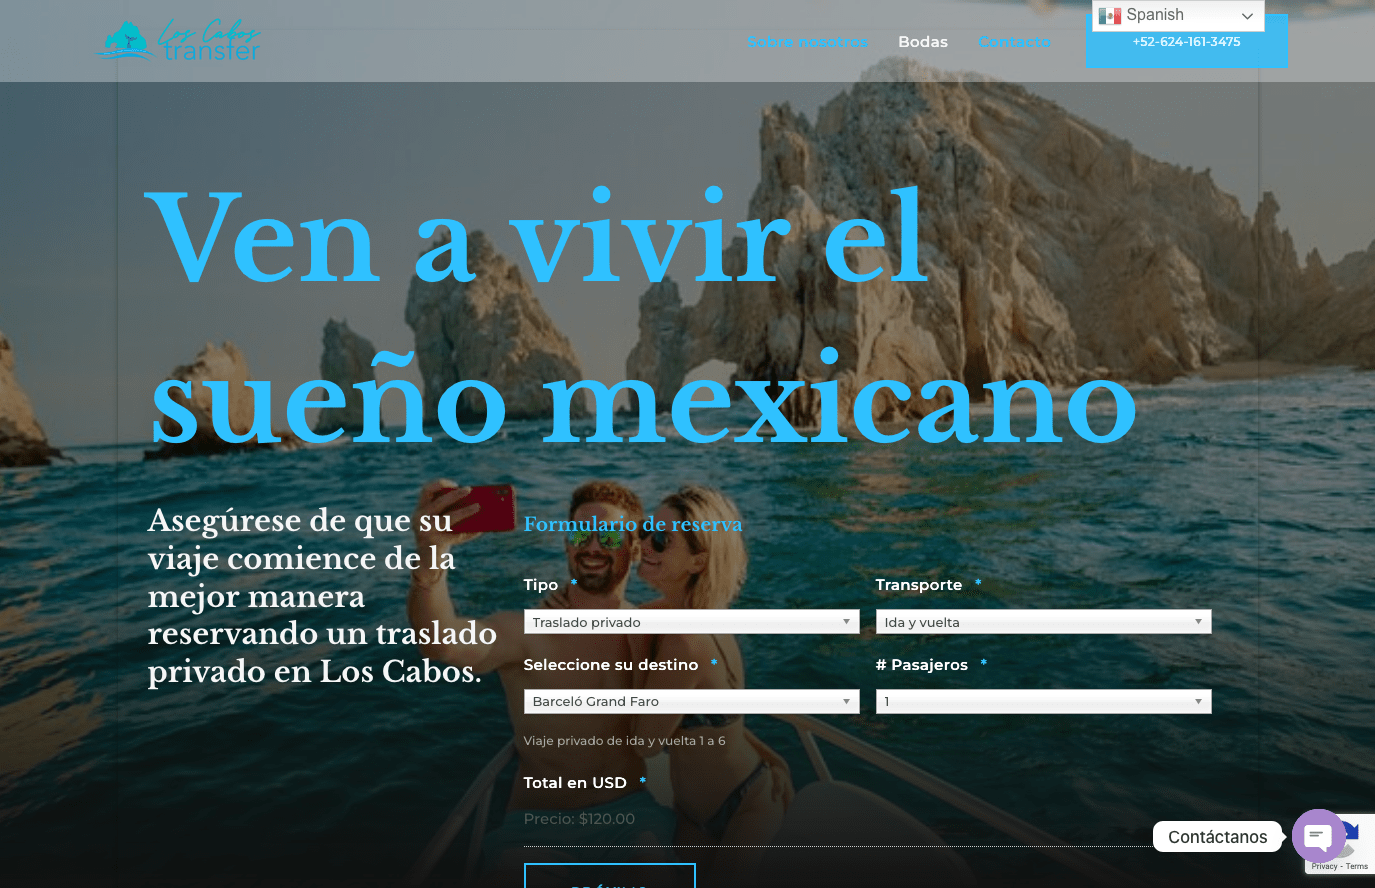 Los Cabos
transfer
Sobre nosotros
Bodas
Contacto
Spanish
+52-624-161-3475
Ven a vivir el
sueño mexicano
Asegúrese de que su
viaje comience de la
mejor manera
reservando un traslado
privado en Los Cabos.
Formulario de reserva
Tipo *
Transporte *
Traslado privado
Ida y vuelta
Seleccione su destino *
# Pasajeros *
Barceló Grand Faro
1
Viaje privado de ida y vuelta 1 a 6
Total en USD *
Precio: $120.00
Contáctanos
Privacy - Terms